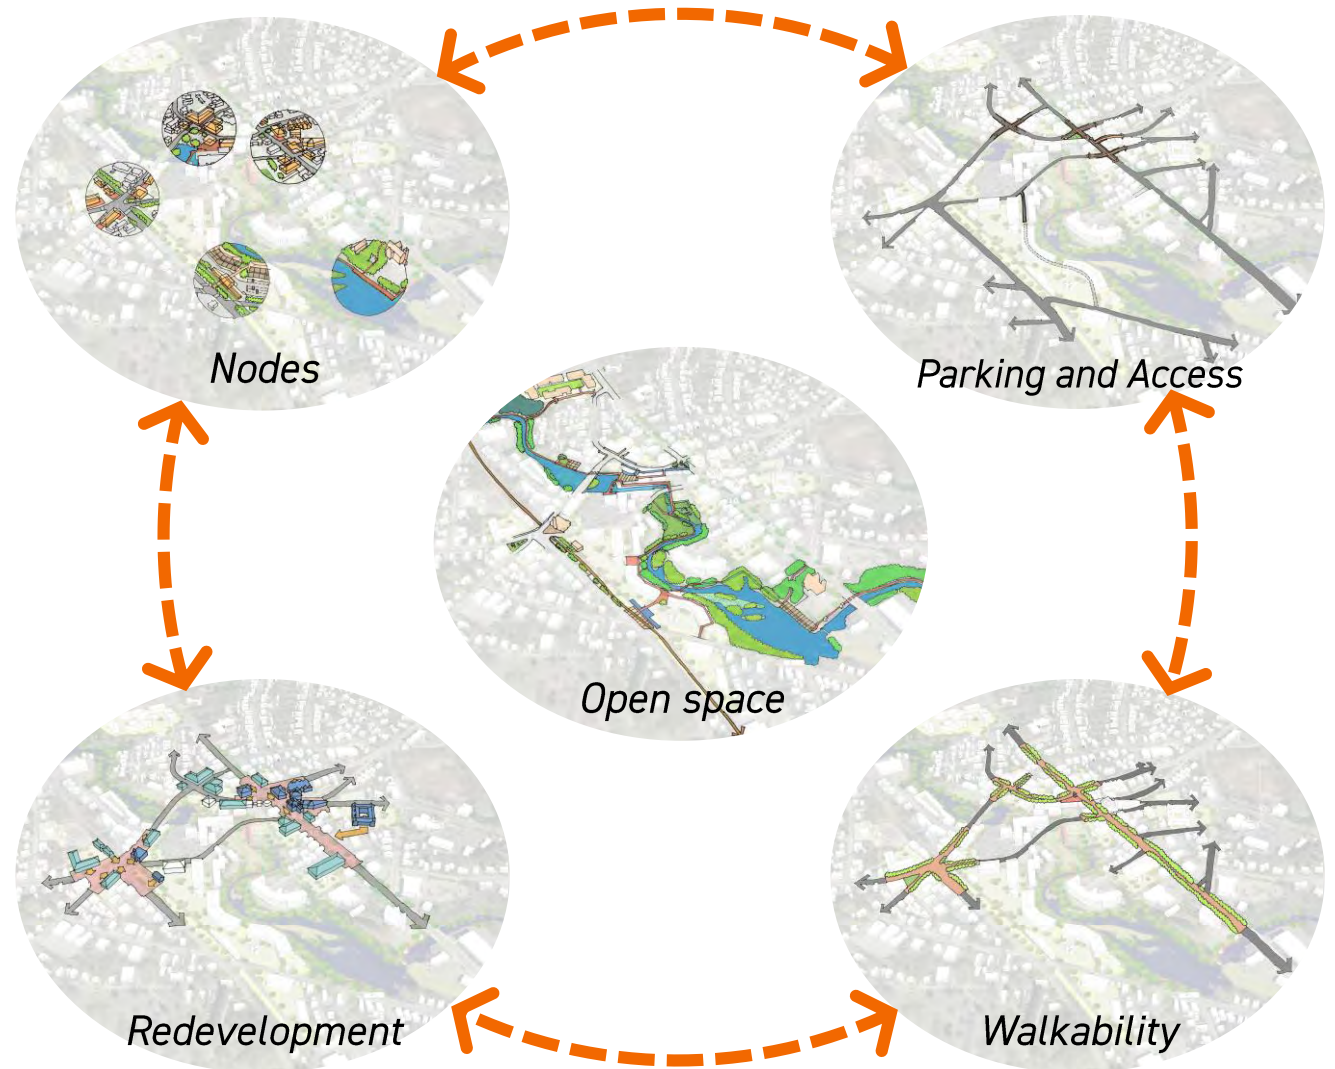 Nodes
Parking and Access
Open space
Redevelopment
Walkability